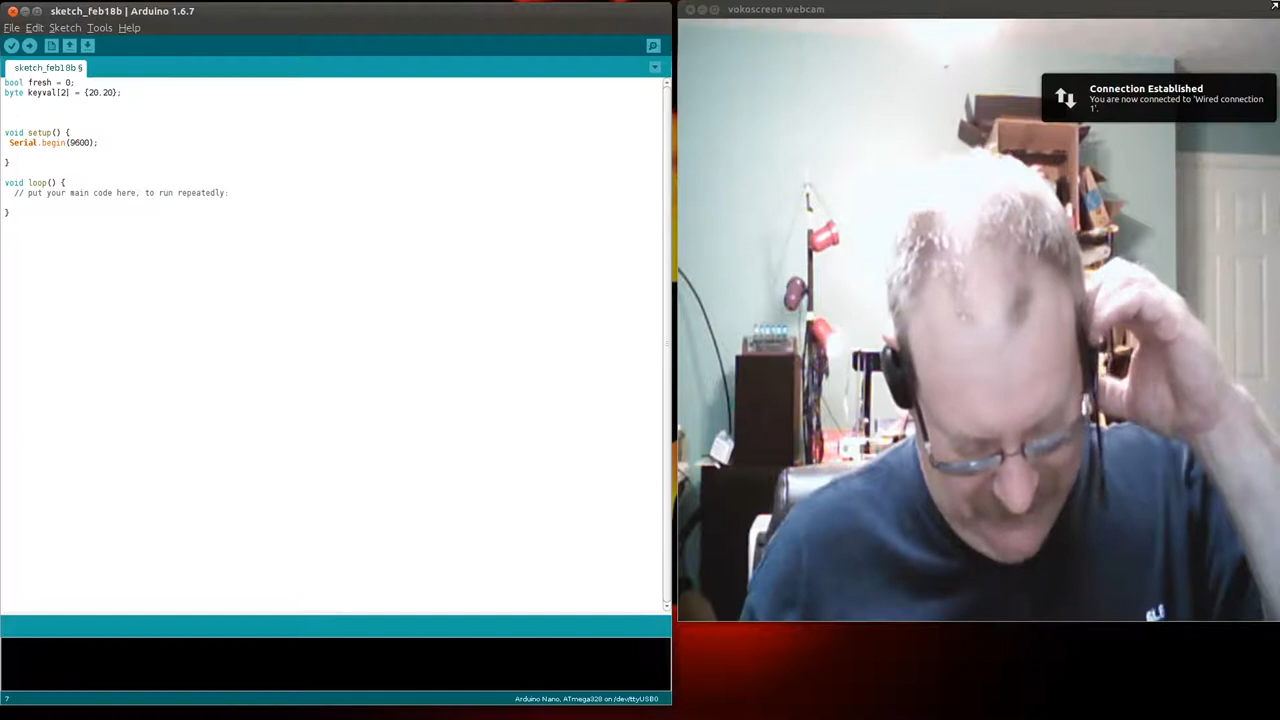 sketch_feb18b | Arduino 1.6.7
File Edit Sketch Tools Help
sketch_feb18b §
bool fresh = 0;
byte keyval[2] = {20,20};
void setup() {
Serial.begin(9600);
}
void loop() {
// put your main code here, to run repeatedly:
}
7
Arduino Nano, ATmega328 on /dev/ttyUSB0
vokoscreen webcam
Connection Established
You are now connected to 'Wired connection
1'.